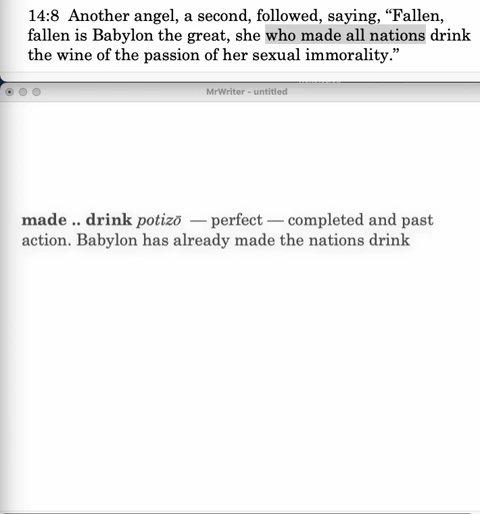 14:8 Another angel, a second, followed, saying, “Fallen,
fallen is Babylon the great, she who made all nations drink
the wine of the passion of her sexual immorality.”
MrWriter - untitled
made .. drink potizō — perfect — completed and past
action. Babylon has already made the nations drink